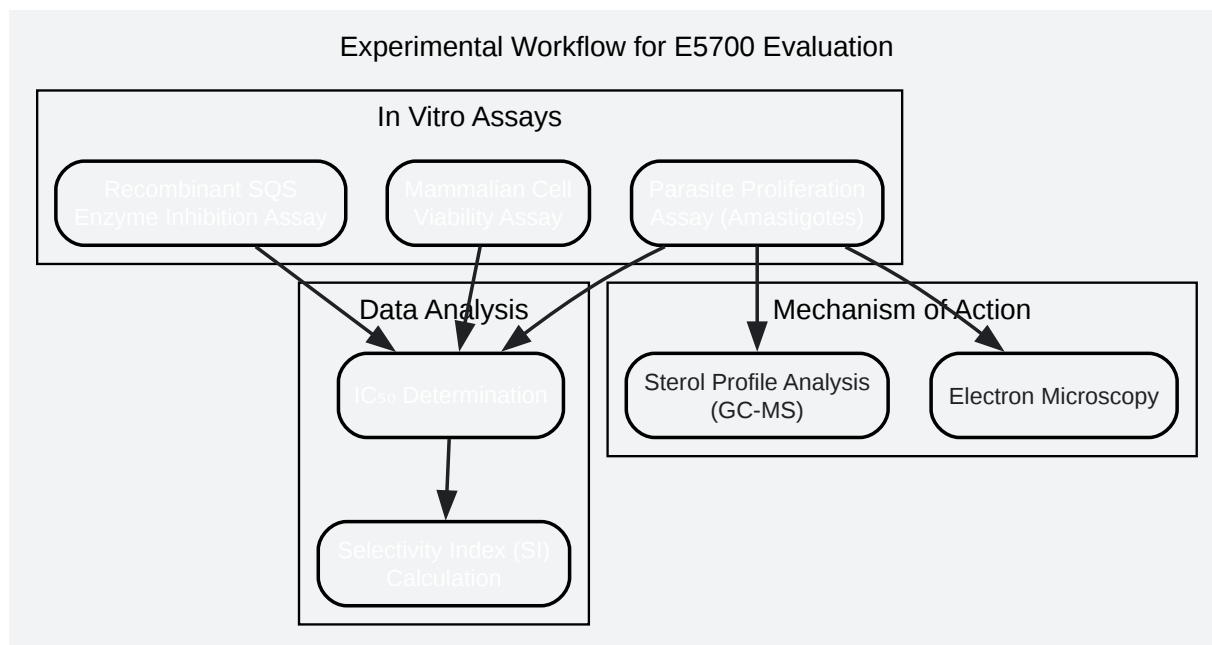 Experimental Workflow for E5700 Evaluation
In Vitro Assays
Recombinant SQS
Enzyme Inhibition Assay
Mammalian Cell
Viability Assay
Parasite Proliferation
Assay (Amastigotes)
Data Analysis
Mechanism of Action
IC₅₀ Determination
Sterol Profile Analysis
(GC-MS)
Electron Microscopy
Selectivity Index (SI)
Calculation